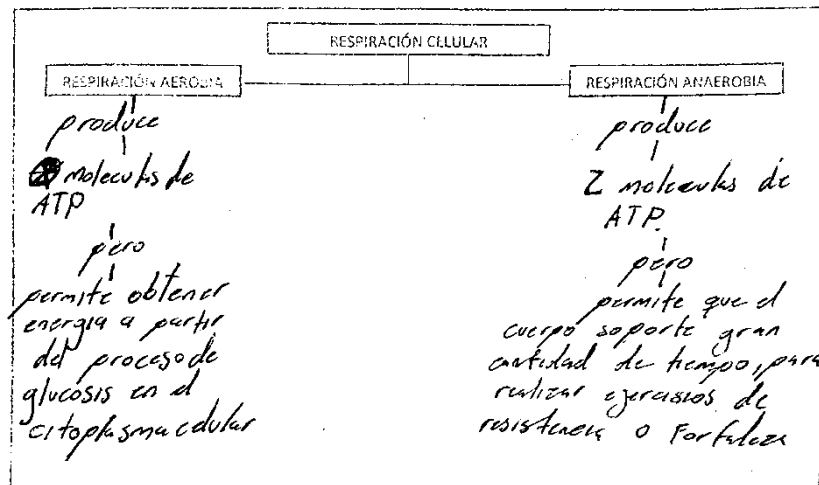 RESPIRACIÓN CELULAR
RESPIRACIÓN AEROBIA
produce
moleculas de
ATP
pero
permite obtener
energia a partir
del proceso de
glucosis en el
citoplasma celular
RESPIRACIÓN ANAEROBIA
produce
2 moleculas de
ATP.
pero
permite que el
cuerpo soporte gran
cantidad de tiempo, para
realizar ejercisios de
resistencia o Fortaleza